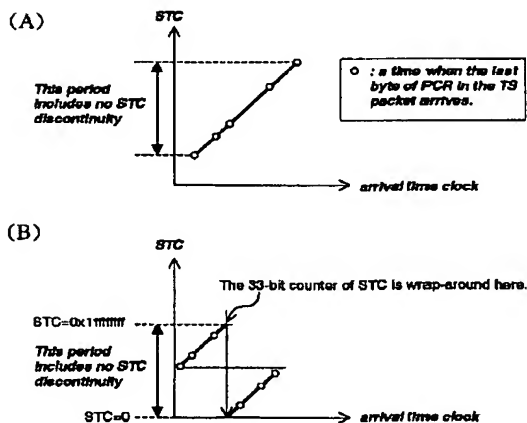 (A)
STC
This
period
includes no STC
discontinuity
: a time when the last
byte of PCR in the TS
packet arrives.
arrival time clock
(B)
STC
The 33-bit counter of STC is wrap-around here.
STC=0x1ffffffff
This period
includes no STC
discontinuity
STC=0
arrival time clock